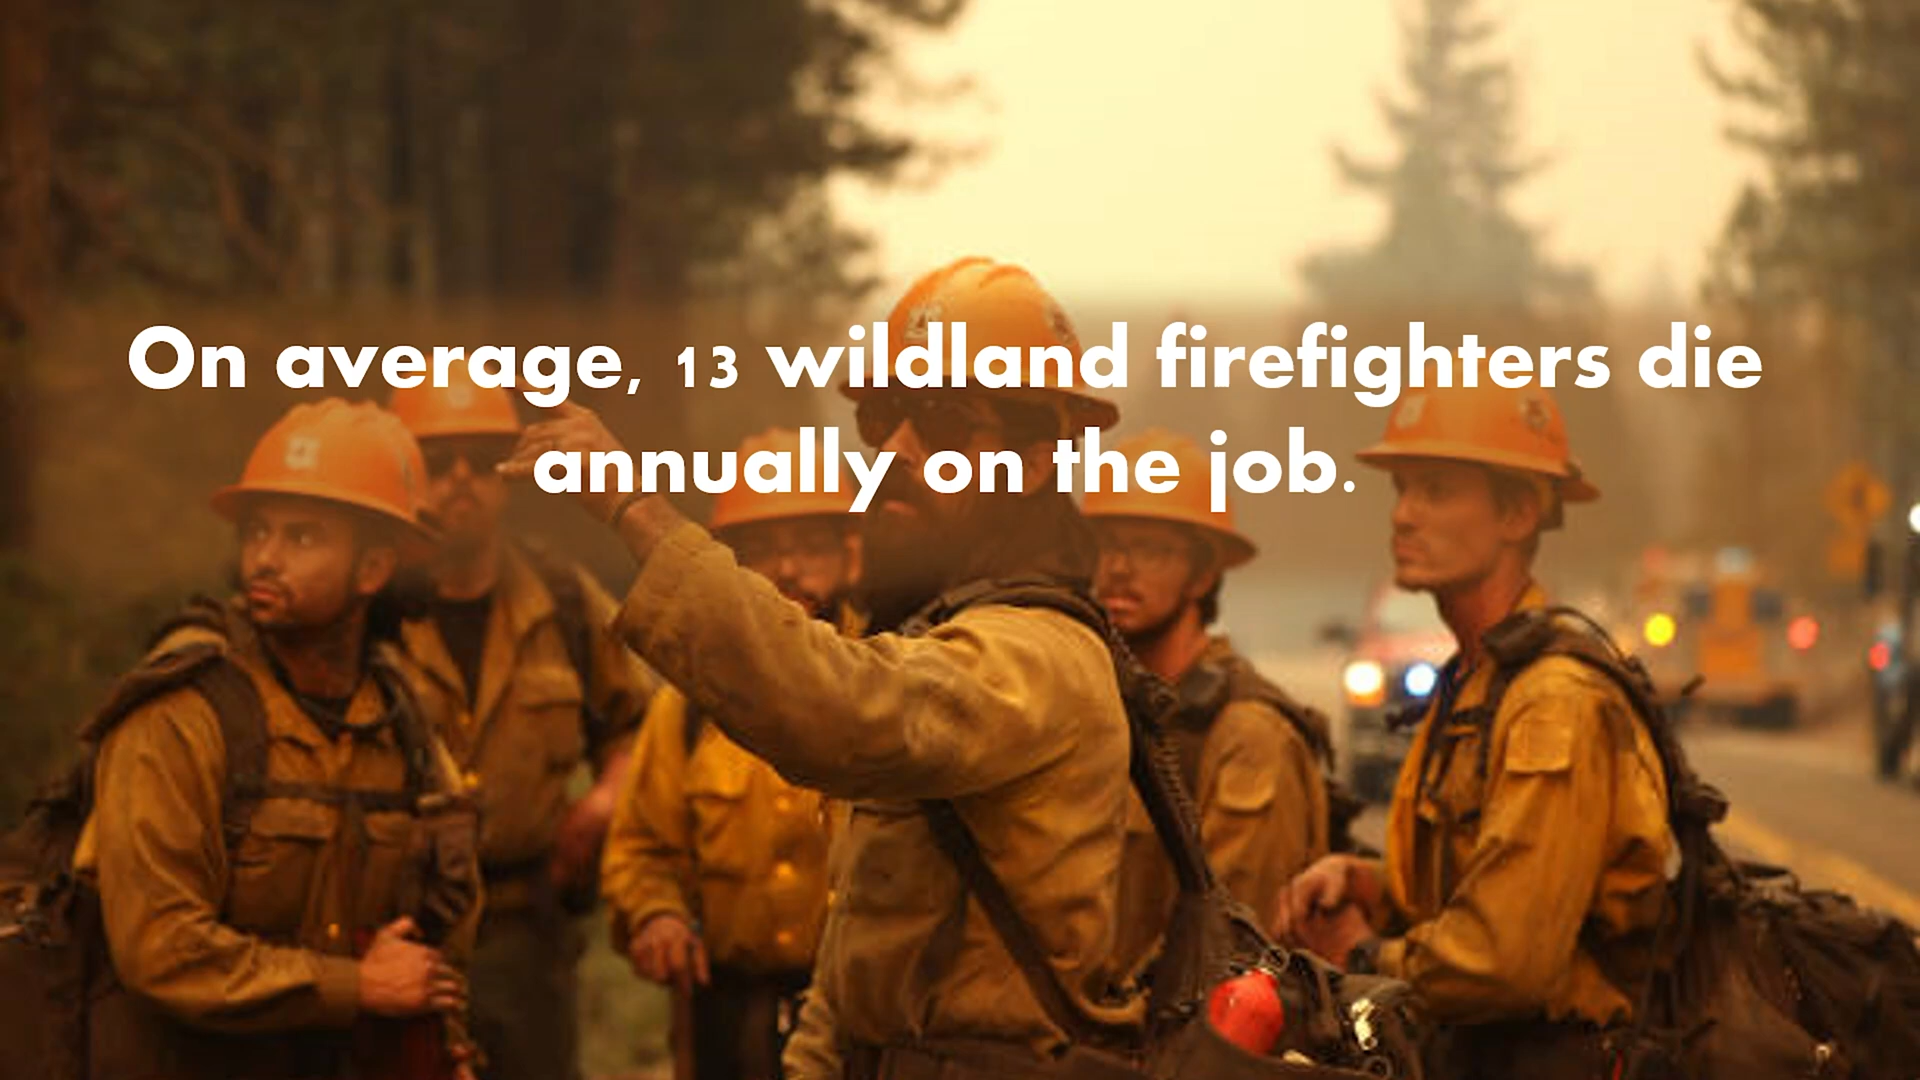 On average, 13 wildland firefighters die
annually on the job.